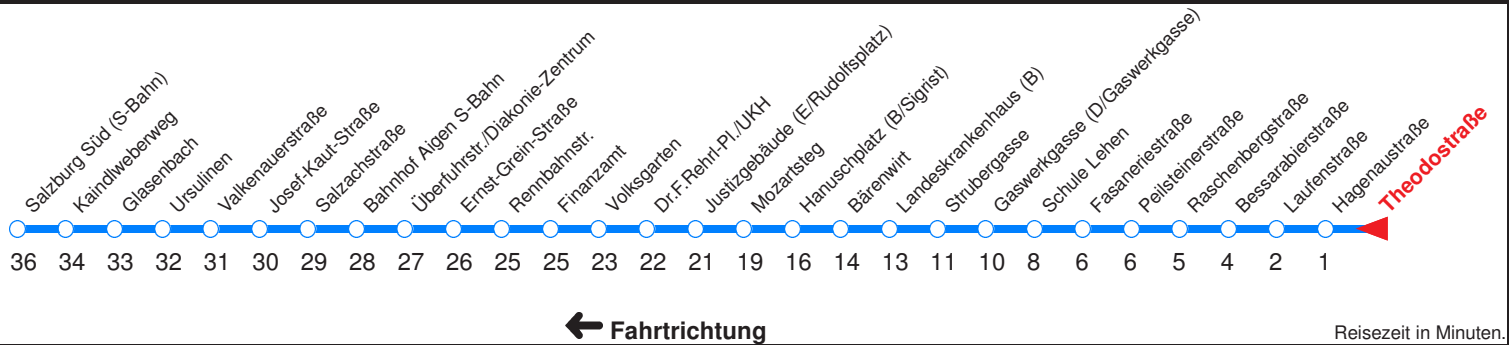 Salzburg Süd (S-Bahn)
Kaindlweberweg
Glasenbach
Ursulinen
Valkenauerstraße
Josef-Kaut-Straße
Salzachstraße
Bahnhof Aigen S-Bahn
Überfuhrstr./Diakonie-Zentrum
Ernst-Grein-Straße
Rennbahnstr.
Finanzamt
Volksgarten
Dr.F.Rehrl-Pl./UKH
Justizgebäude (E/Rudolfsplatz)
Mozartsteg
Hanuschplatz (B/Sigrist)
Bärenwirt
Landeskrankenhaus (B)
Strubergasse
Gaswerkgasse (D/Gaswerkgasse)
Schule Lehen
Fasaneriestraße
Peilsteinerstraße
Raschenbergstraße
Bessarabierstraße
Laufenstraße
Hagenaustraße
Theodostraße
36 34 33 32 31 30 29 28 27 26 25 25 23 22 21 19 16 14 13 11 10 8 6 6 5 4 2 1
Fahrtrichtung
Reisezeit in Minuten.